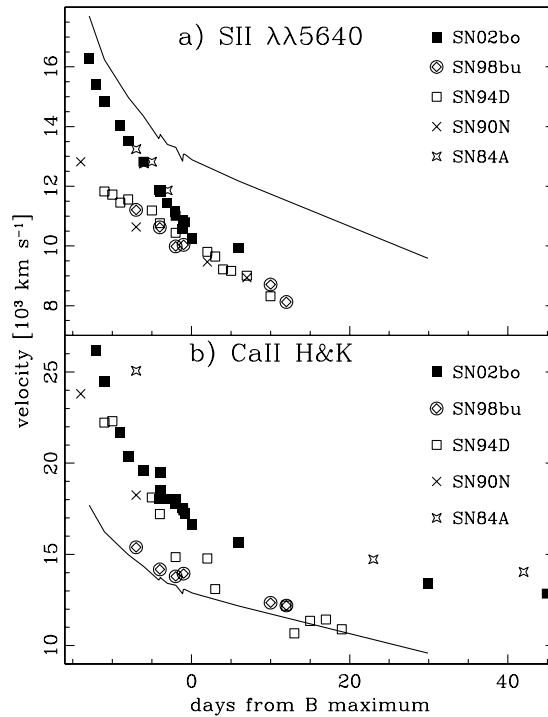 a) SII λλ5640
SN02bo
SN98bu
SN94D
SN90N
SN84A
16
14
12
10
8
velocity [10³ km s⁻¹]
b) CaII H&K
SN02bo
SN98bu
SN94D
SN90N
SN84A
25
20
15
10
0
20
40
days from B maximum